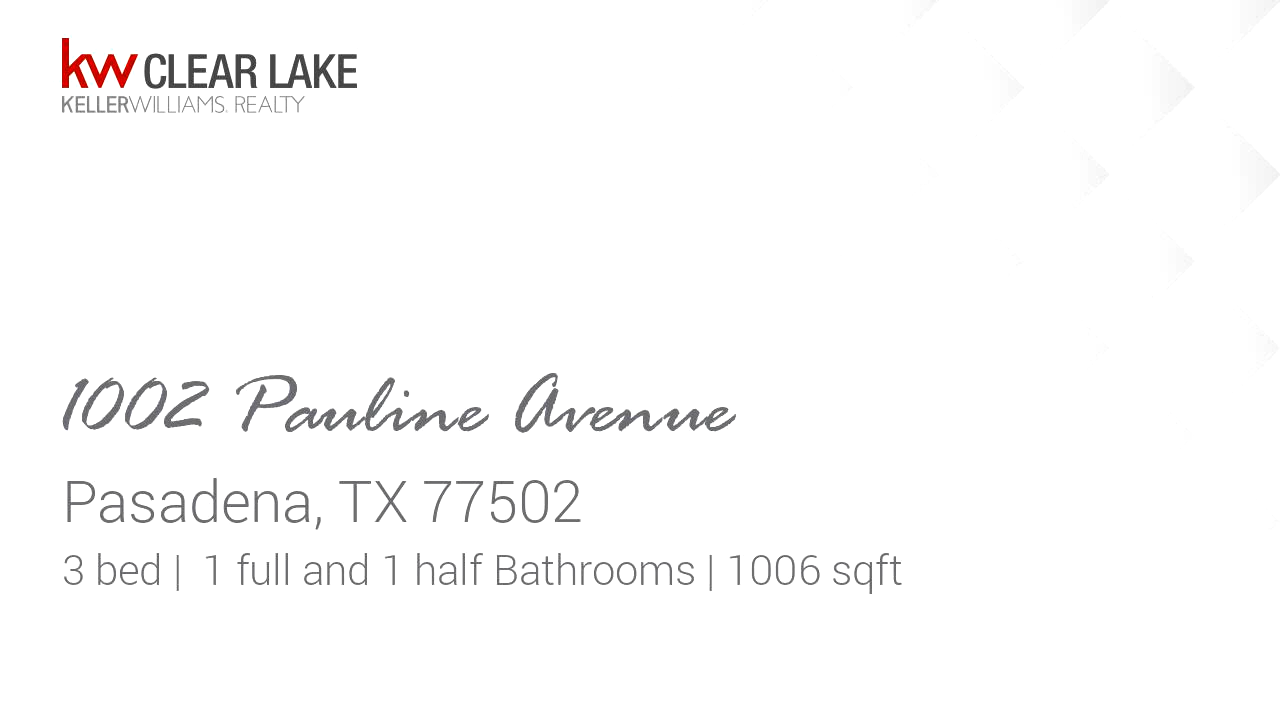 kw CLEAR LAKE
KELLERWILLIAMS. REALTY
1002 Pauline Avenue
Pasadena, TX 77502
3 bed | 1 full and 1 half Bathrooms | 1006 sqft